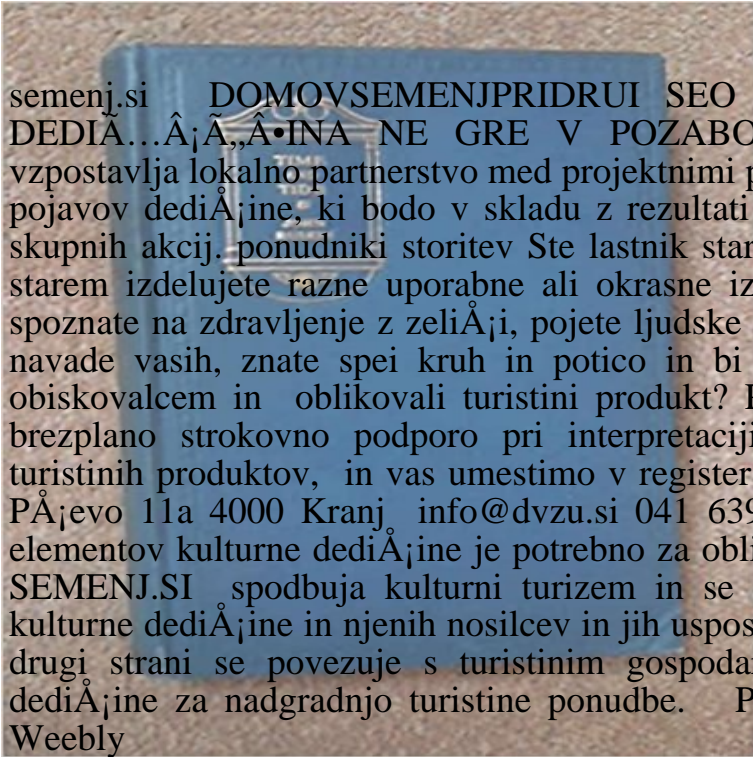 semenj.si DOMOVSEMENJPRIDRUI SEO
DEDIÃ…Â¡Ã„Â•INA NE GRE V POZABO
vzpostavlja lokalno partnerstvo med projektnimi p
pojavov dediÅ¡ine, ki bodo v skladu z rezultati
skupnih akcij. ponudniki storitev Ste lastnik star
starem izdelujete razne uporabne ali okrasne iz
spoznate na zdravljenje z zeliÅ¡i, pojete ljudske
navade vasih, znate spei kruh in potico in bi
obiskovalcem in oblikovali turistini produkt?
brezplano strokovno podporo pri interpretaciji
turistinih produktov, in vas umestimo v register
PÅ¡evo 11a 4000 Kranj info@dvzu.si 041 639
elementov kulturne dediÅ¡ine je potrebno za obli
SEMENJ.SI spodbuja kulturni turizem in se
kulturne dediÅ¡ine in njenih nosilcev in jih uspos
drugi strani se povezuje s turistinim gospoda
dediÅ¡ine za nadgradnjo turistine ponudbe. P
Weebly
TIME
TIDE